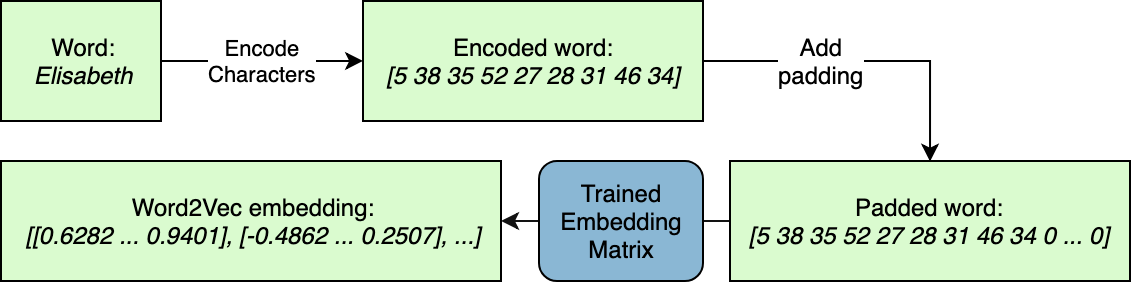 Word:
Elisabeth
Encode
Characters
Encoded word:
[5 38 35 52 27 28 31 46 34]
Add
padding
Padded word:
[5 38 35 52 27 28 31 46 34 0 ... 0]
Trained
Embedding
Matrix
Word2Vec embedding:
[[0.6282 ... 0.9401], [-0.4862 ... 0.2507], ...]